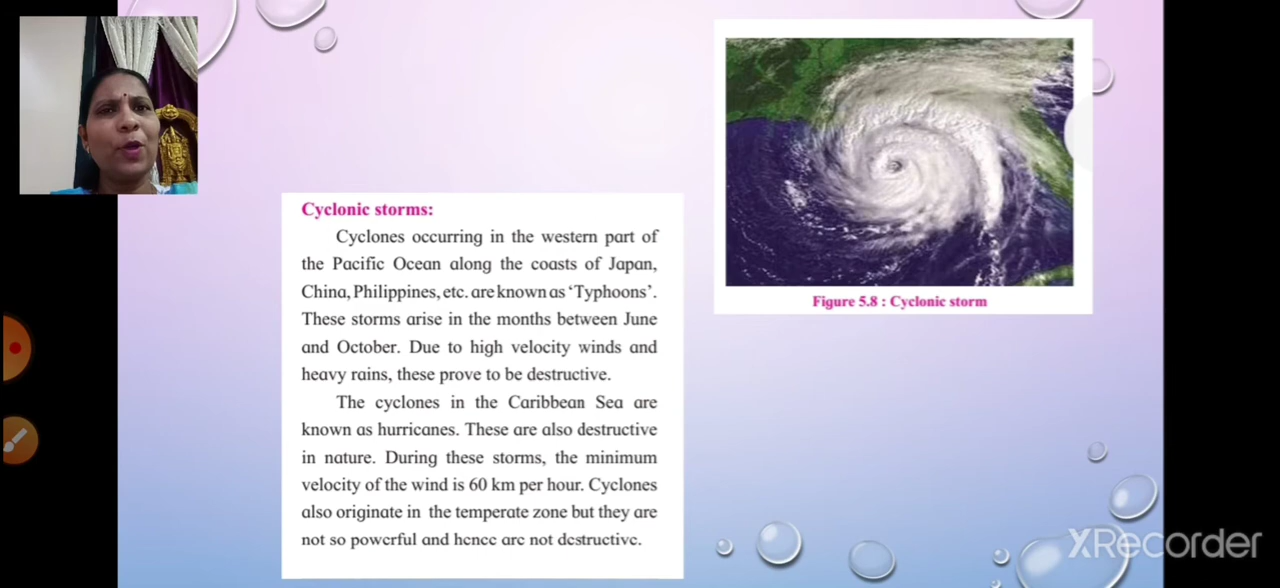 Cyclonic storms:
Cyclones occurring in the western part of
the Pacific Ocean along the coasts of Japan,
China, Philippines, etc. are known as ‘Typhoons’.
These storms arise in the months between June
and October. Due to high velocity winds and
heavy rains, these prove to be destructive.
The cyclones in the Caribbean Sea are
known as hurricanes. These are also destructive
in nature. During these storms, the minimum
velocity of the wind is 60 km per hour. Cyclones
also originate in the temperate zone but they are
not so powerful and hence are not destructive.
Figure 5.8 : Cyclonic storm
XRecorder